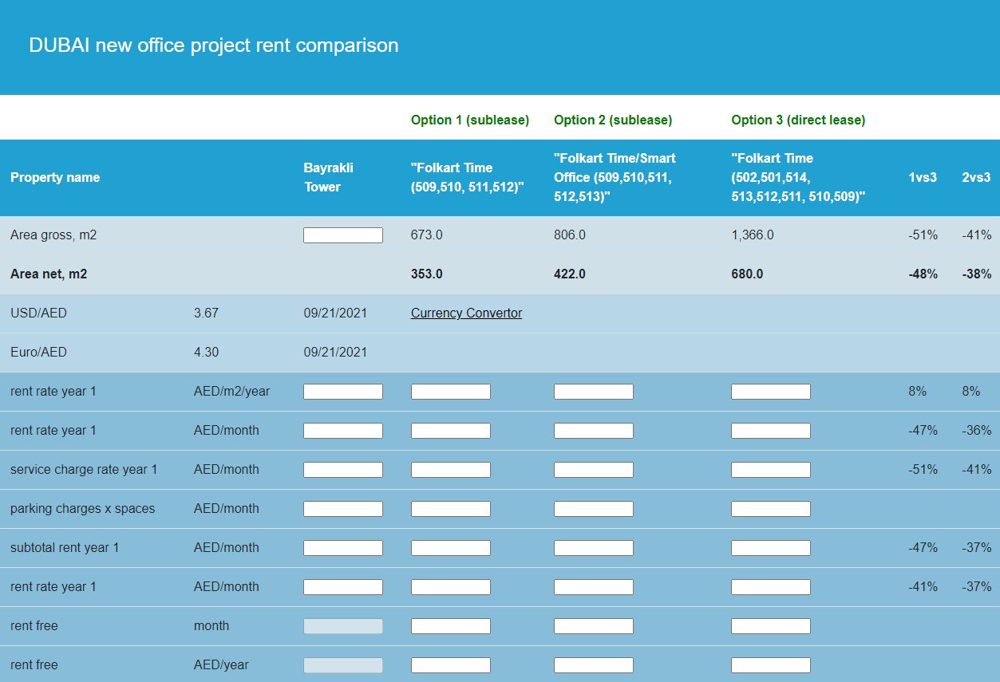 DUBAI new office project rent comparison
Option 1 (sublease) Option 2 (sublease) Option 3 (direct lease)
Property name Bayrakli Tower "Folkart Time (509,510, 511,512)" "Folkart Time/Smart Office (509,510,511, 512,513)" "Folkart Time (502,501,514, 513,512,511, 510,509)" 1vs3 2vs3
Area gross, m2 673.0 806.0 1,366.0 -51% -41%
Area net, m2 353.0 422.0 680.0 -48% -38%
USD/AED 3.67 09/21/2021 Currency Convertor
Euro/AED 4.30 09/21/2021
rent rate year 1 AED/m2/year 8% 8%
rent rate year 1 AED/month -47% -36%
service charge rate year 1 AED/month -51% -41%
parking charges x spaces AED/month
subtotal rent year 1 AED/month -47% -37%
rent rate year 1 AED/month -41% -37%
rent free month
rent free AED/year